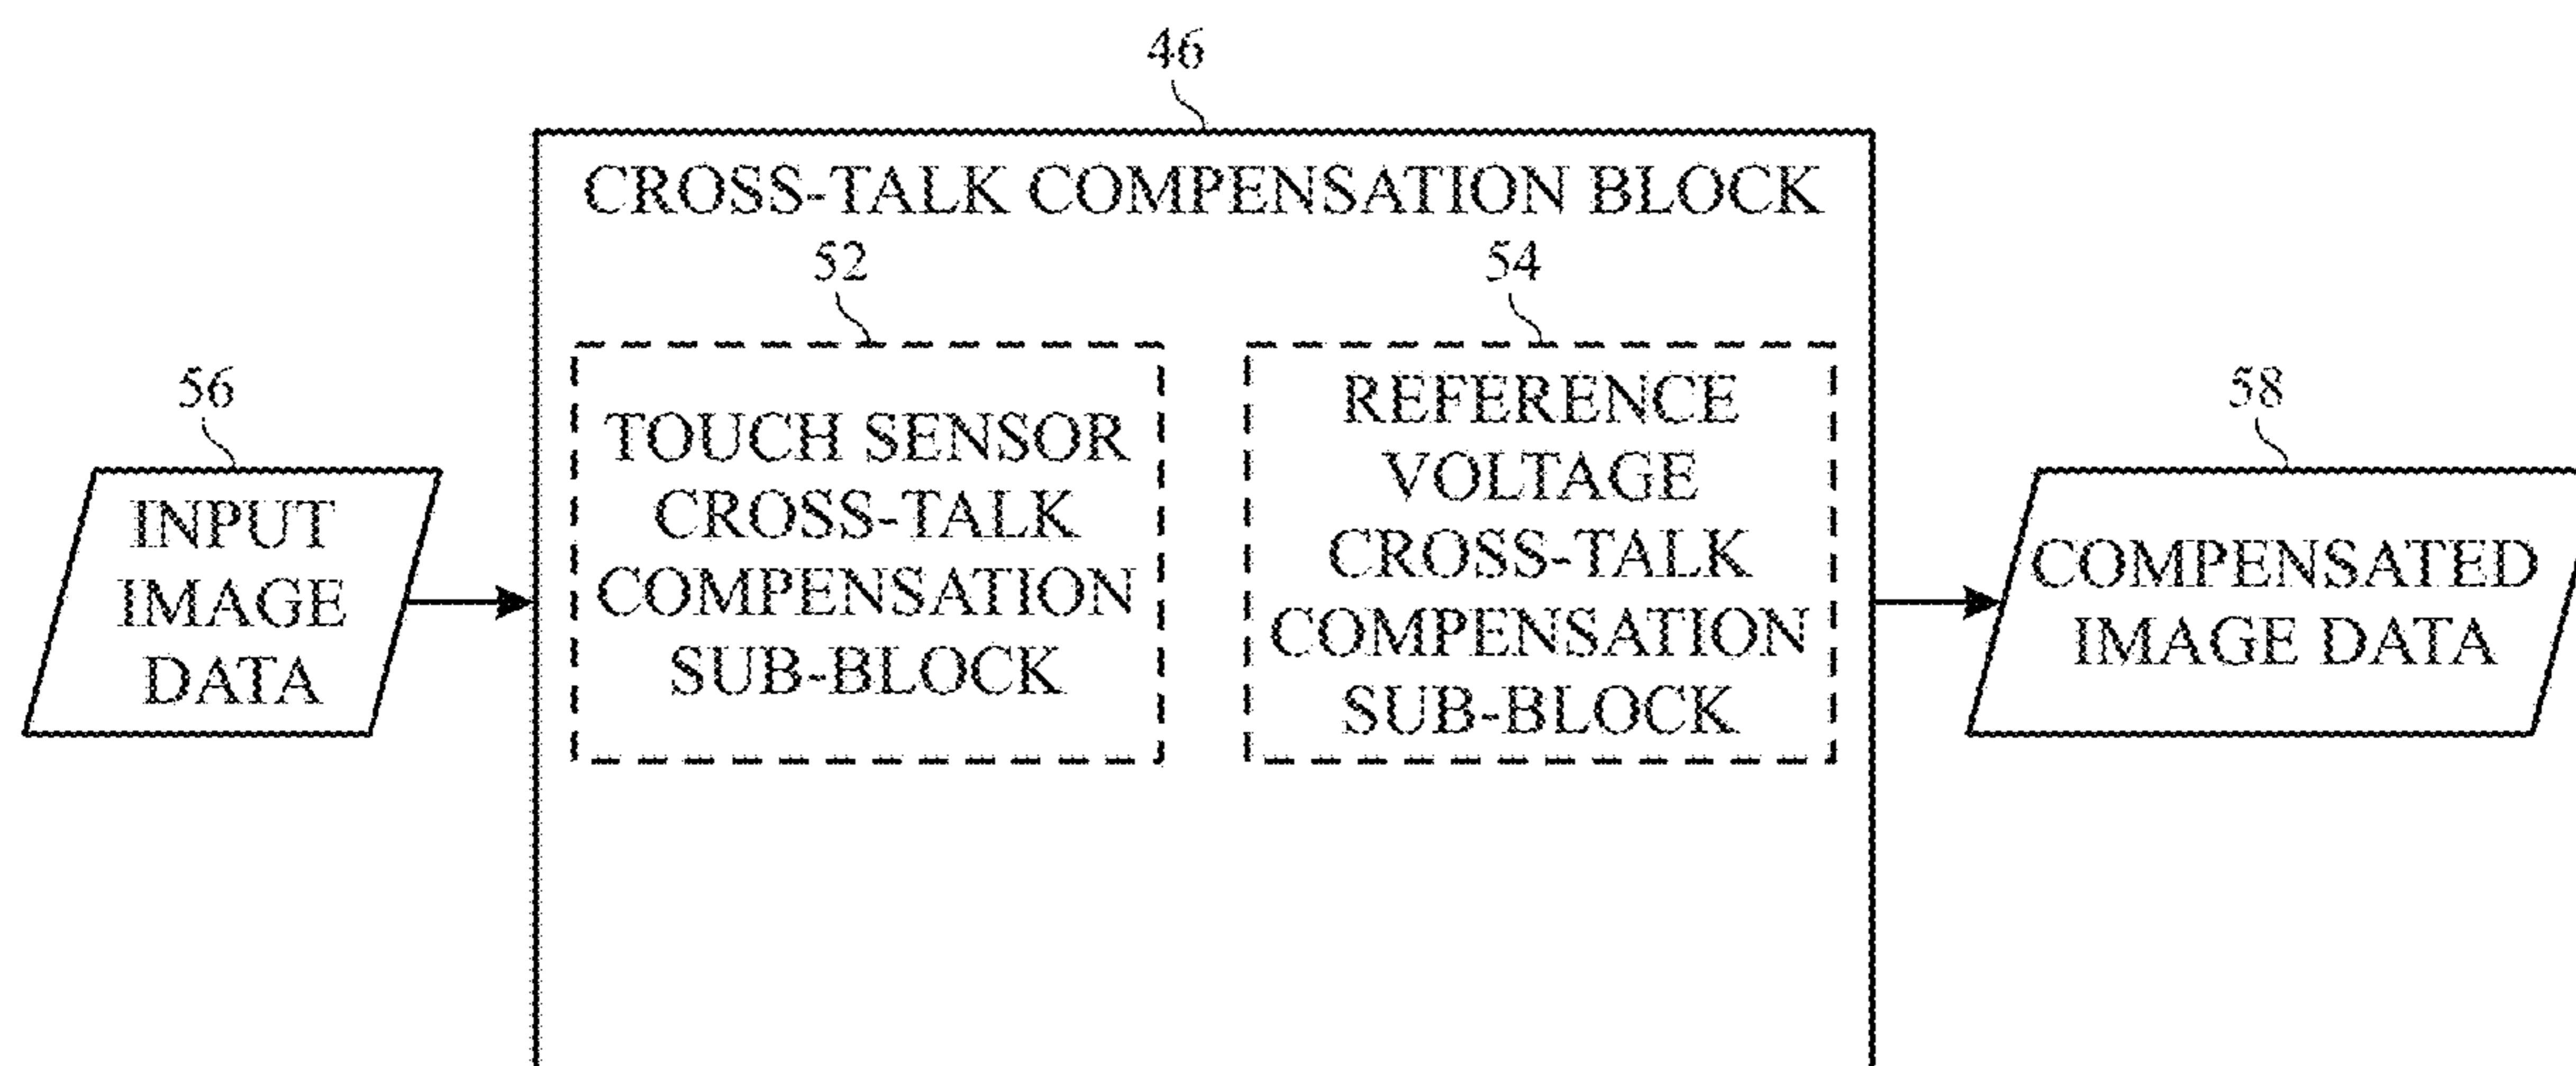 46
CROSS-TALK COMPENSATION BLOCK
52
54
56
INPUT
IMAGE
DATA
TOUCH SENSOR
CROSS-TALK
COMPENSATION
SUB-BLOCK
REFERENCE
VOLTAGE
CROSS-TALK
COMPENSATION
SUB-BLOCK
58
COMPENSATED
IMAGE DATA